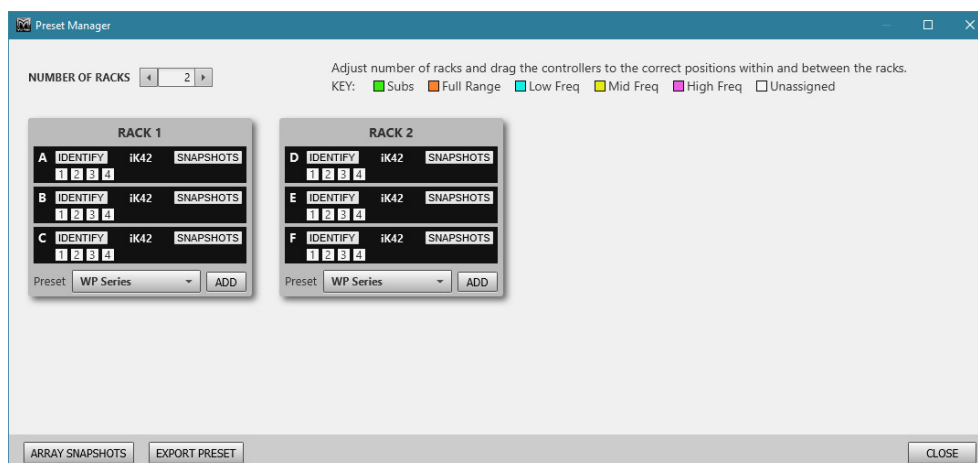 Preset Manager
NUMBER OF RACKS 2
Adjust number of racks and drag the controllers to the correct positions within and between the racks.
KEY: Subs Full Range Low Freq Mid Freq High Freq Unassigned
RACK 1
A IDENTIFY iK42 SNAPSHOTS
1 2 3 4
B IDENTIFY iK42 SNAPSHOTS
1 2 3 4
C IDENTIFY iK42 SNAPSHOTS
1 2 3 4
Preset WP Series ADD
RACK 2
D IDENTIFY iK42 SNAPSHOTS
1 2 3 4
E IDENTIFY iK42 SNAPSHOTS
1 2 3 4
F IDENTIFY iK42 SNAPSHOTS
1 2 3 4
Preset WP Series ADD
ARRAY SNAPSHOTS EXPORT PRESET CLOSE